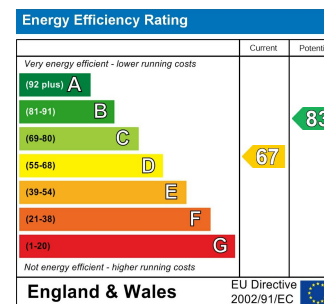 Energy Efficiency Rating
Current Potenti
Very energy efficient - lower running costs
(92 plus) A
(81-91) B
83
(69-80) C
67
(55-68) D
(39-54) E
(21-38) F
(1-20) G
Not energy efficient - higher running costs
England & Wales
EU Directive
2002/91/EC